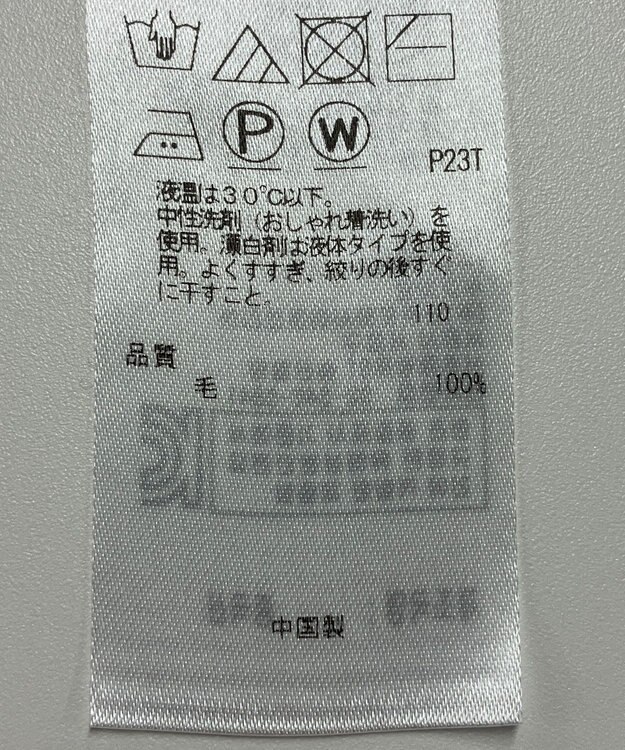 P W
P23T
液温は30℃以下。
中性洗剤（おしゃれ着洗い）を
使用。漂白剤は液体タイプを使
用。よくすすぎ、絞りの後すぐ
に干すこと。
110
品質
毛 100%
中国製